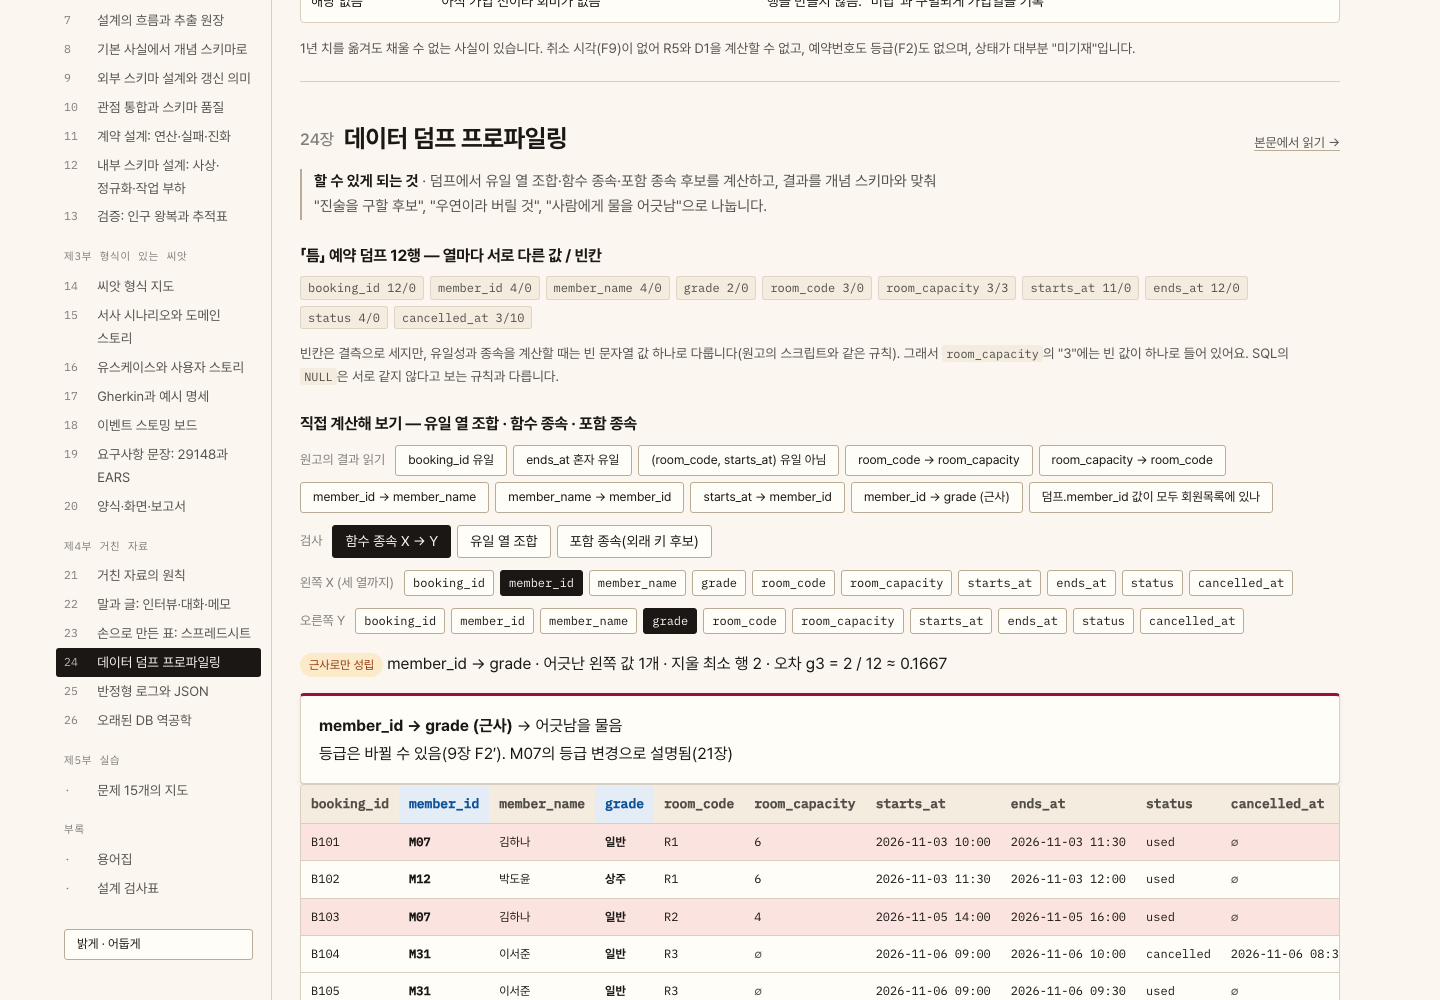 7 설계의 흐름과 추출 원장
8 기본 사실에서 개념 스키마로
9 외부 스키마 설계와 갱신 의미
10 관점 통합과 스키마 품질
11 계약 설계: 연산·실패·진화
12 내부 스키마 설계: 사상·
정규화·작업 부하
13 검증: 인구 왕복과 추적표
제3부 형식이 있는 씨앗
14 씨앗 형식 지도
15 서사 시나리오와 도메인
스토리
16 유스케이스와 사용자 스토리
17 Gherkin과 예시 명세
18 이벤트 스토밍 보드
19 요구사항 문장: 29148과
EARS
20 양식·화면·보고서
제4부 거친 자료
21 거친 자료의 원칙
22 말과 글: 인터뷰·대화·메모
23 손으로 만든 표: 스프레드시트
24 데이터 덤프 프로파일링
25 반정형 로그와 JSON
26 오래된 DB 역공학
제5부 실습
· 문제 15개의 지도
부록
· 용어집
· 설계 검사표
밝게 · 어둡게
1년 치를 옮겨도 채울 수 없는 사실이 있습니다. 취소 시각(F9)이 없어 R5와 D1을 계산할 수 없고, 예약번호도 등급(F2)도 없으며, 상태가 대부분 "미기재"입니다.
24장 데이터 덤프 프로파일링
본문에서 읽기 →
할 수 있게 되는 것 · 덤프에서 유일 열 조합·함수 종속·포함 종속 후보를 계산하고, 결과를 개념 스키마와 맞춰
"진술을 구할 후보", "우연이라 버릴 것", "사람에게 물을 어긋남"으로 나눕니다.
「틈」 예약 덤프 12행 — 열마다 서로 다른 값 / 빈칸
booking_id 12/0 member_id 4/0 member_name 4/0 grade 2/0 room_code 3/0 room_capacity 3/3 starts_at 11/0 ends_at 12/0
status 4/0 cancelled_at 3/10
빈칸은 결측으로 세지만, 유일성과 종속을 계산할 때는 빈 문자열 값 하나로 다룹니다(원고의 스크립트와 같은 규칙). 그래서 room_capacity의 "3"에는 빈 값이 하나로 들어 있어요. SQL의
NULL은 서로 같지 않다고 보는 규칙과 다릅니다.
직접 계산해 보기 — 유일 열 조합 · 함수 종속 · 포함 종속
원고의 결과 읽기 booking_id 유일 ends_at 혼자 유일 (room_code, starts_at) 유일 아님 room_code → room_capacity room_capacity → room_code
member_id → member_name member_name → member_id starts_at → member_id member_id → grade (근사) 덤프.member_id 값이 모두 회원목록에 있나
검사 함수 종속 X → Y 유일 열 조합 포함 종속(외래 키 후보)
왼쪽 X (세 열까지) booking_id member_id member_name grade room_code room_capacity starts_at ends_at status cancelled_at
오른쪽 Y booking_id member_id member_name grade room_code room_capacity starts_at ends_at status cancelled_at
근사로만 성립 member_id → grade · 어긋난 왼쪽 값 1개 · 지울 최소 행 2 · 오차 g3 = 2 / 12 ≈ 0.1667
member_id → grade (근사) → 어긋남을 물음
등급은 바뀔 수 있음(9장 F2′). M07의 등급 변경으로 설명됨(21장)
booking_id member_id member_name grade room_code room_capacity starts_at ends_at status cancelled_at
B101 M07 김하나 일반 R1 6 2026-11-03 10:00 2026-11-03 11:30 used ∅
B102 M12 박도윤 상주 R1 6 2026-11-03 11:30 2026-11-03 12:00 used ∅
B103 M07 김하나 일반 R2 4 2026-11-05 14:00 2026-11-05 16:00 used ∅
B104 M31 이서준 일반 R3 ∅ 2026-11-06 09:00 2026-11-06 10:00 cancelled 2026-11-06 08:3
B105 M31 이서준 일반 R3 ∅ 2026-11-06 09:00 2026-11-06 09:30 used ∅